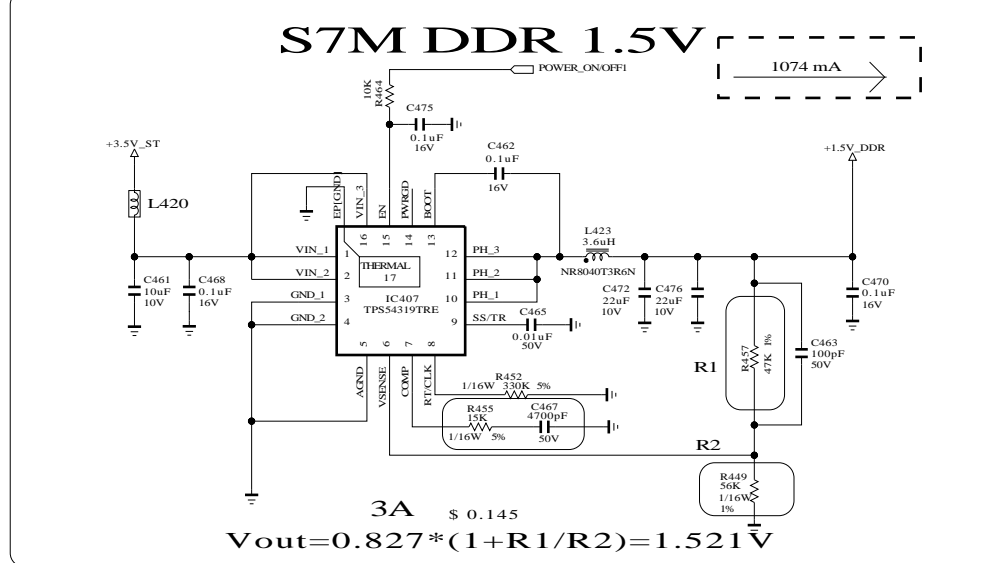 S7M DDR 1.5V
1074 mA
POWER_ON/OFF1
10K
R464
C475
0.1uF
16V
+3.5V_ST
C462
0.1uF
16V
+1.5V_DDR
L420
EP[GND]
VIN_3
EN
PWRGD
BOOT
16
15
14
13
L423
3.6uH
NR8040T3R6N
VIN_1
1
12
PH_3
VIN_2
2
11
PH_2
GND_1
3
10
PH_1
GND_2
4
9
SS/TR
THERMAL
17
IC407
TPS54319TRE
5
6
7
8
AGND
VSENSE
COMP
RT/CLK
C461
10uF
10V
C468
0.1uF
16V
C465
0.01uF
50V
C472
22uF
10V
C476
22uF
10V
C470
0.1uF
16V
R1
R457
47K 1%
C463
100pF
50V
R452
1/16W 330K 5%
R455
15K
1/16W 5%
C467
4700pF
50V
R2
R449
56K
1/16W
1%
3A
$ 0.145
Vout=0.827*(1+R1/R2)=1.521V